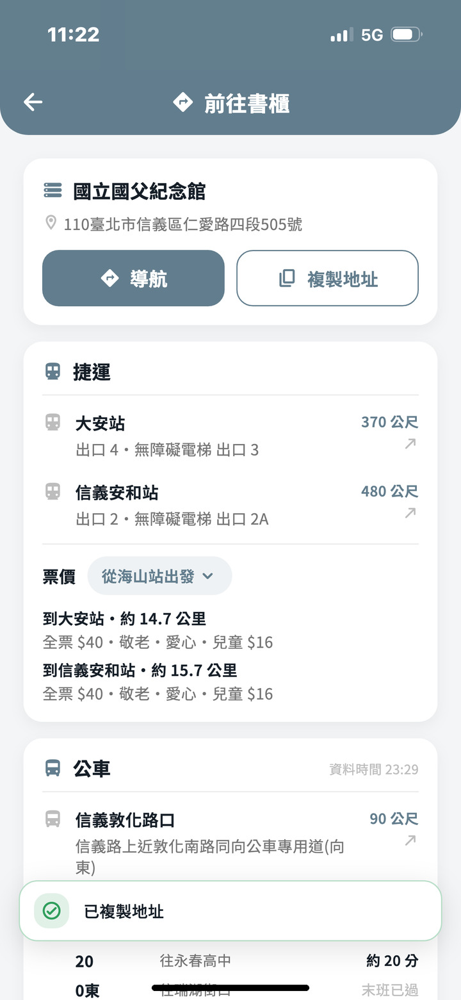 11:22
5G
前往書櫃
國立國父紀念館
110臺北市信義區仁愛路四段505號
導航
複製地址
捷運
大安站
370 公尺
出口 4・無障礙電梯 出口 3
信義安和站
480 公尺
出口 2・無障礙電梯 出口 2A
票價
從海山站出發
到大安站・約 14.7 公里
全票 $40・敬老・愛心・兒童 $16
到信義安和站・約 15.7 公里
全票 $40・敬老・愛心・兒童 $16
公車
資料時間 23:29
信義敦化路口
90 公尺
信義路上近敦化南路同向公車專用道(向
東)
已複製地址
20
往永春高中
約 20 分
0東
往瑞湖街口
末班已過